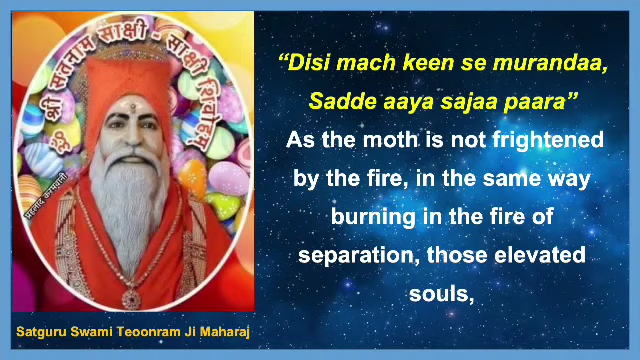 ॐ श्री सतनाम साक्षी - साक्षी शिवोहम् ॐ
प्रहलाद करमचानी
Satguru Swami Teoonram Ji Maharaj
“Disi mach keen se murandaa,
Sadde aaya sajaa paara”
As the moth is not frightened
by the fire, in the same way
burning in the fire of
separation, those elevated
souls,